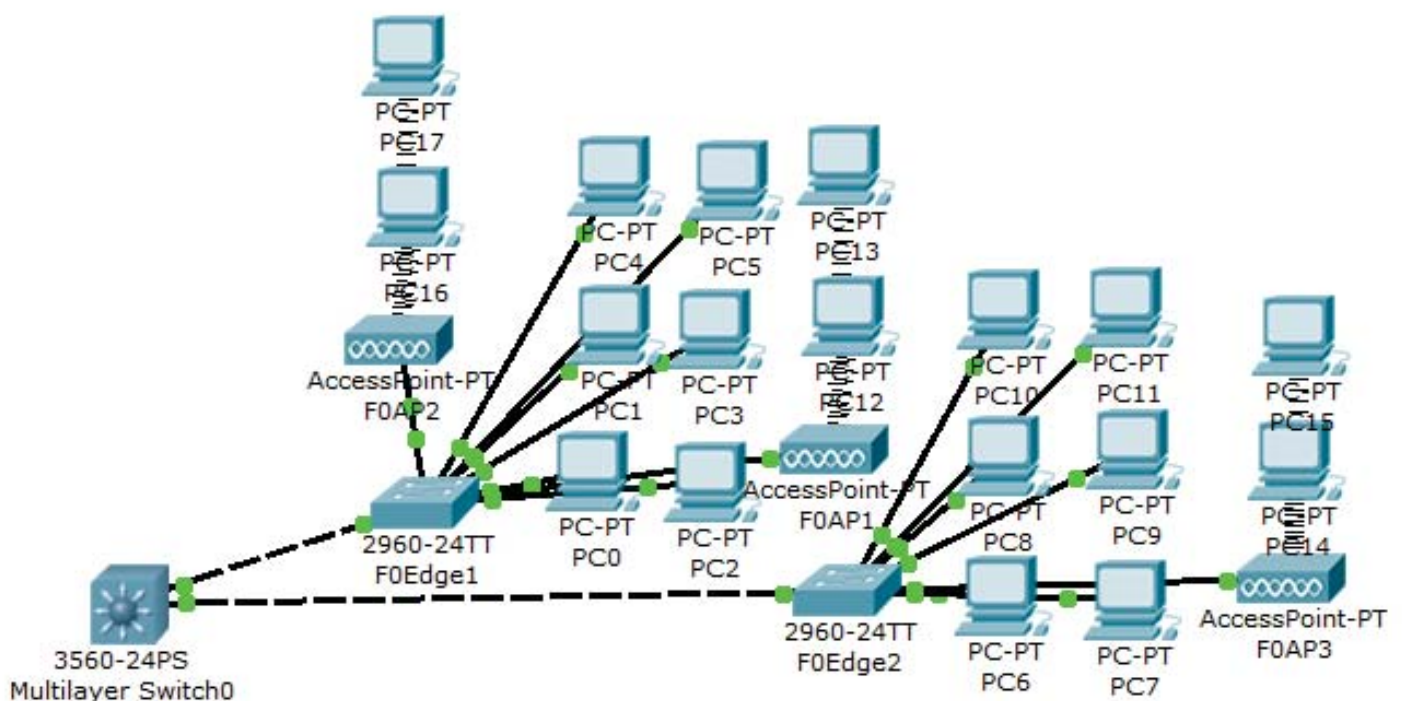 PC-PT
PC17
PC-PT
PC16
AccessPoint-PT
F0AP2
PC-PT
PC4
PC-PT
PC5
PC-PT
PC13
PC-PT
PC1
PC-PT
PC3
PC-PT
PC12
PC-PT
PC10
PC-PT
PC11
PC-PT
PC15
2960-24TT
F0Edge1
PC-PT
PC0
PC-PT
PC2
AccessPoint-PT
F0AP1
PC-PT
PC8
PC-PT
PC9
PC-PT
PC14
3560-24PS
Multilayer Switch0
2960-24TT
F0Edge2
PC-PT
PC6
PC-PT
PC7
AccessPoint-PT
F0AP3